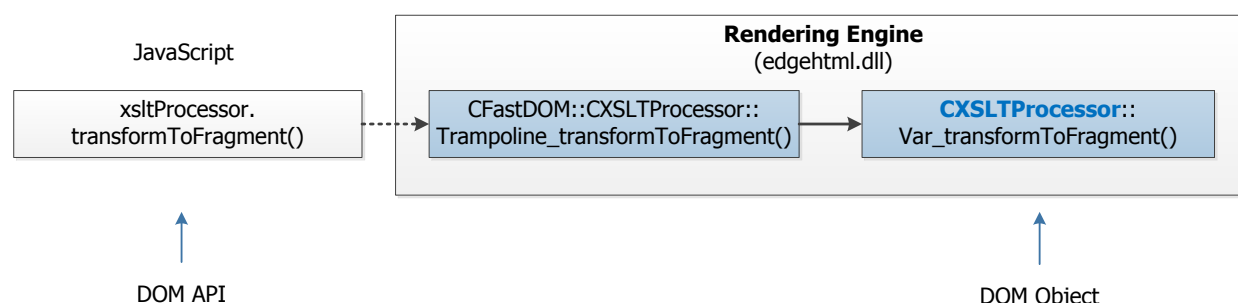 JavaScript
Rendering Engine
(edgehtml.dll)
xsltProcessor.
transformToFragment()
CFastDOM::CXSLTProcessor::
Trampoline_transformToFragment()
CXSLTProcessor::
Var_transformToFragment()
DOM API
DOM Object